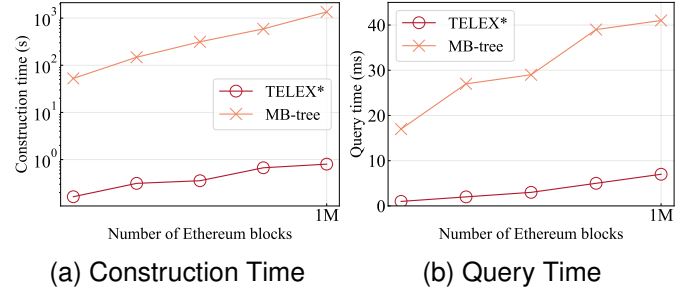 Construction time (s)
10³
10²
10¹
10⁰
TELEX*
MB-tree
1M
Number of Ethereum blocks
(a) Construction Time
Query time (ms)
40
30
20
10
0
TELEX*
MB-tree
1M
Number of Ethereum blocks
(b) Query Time